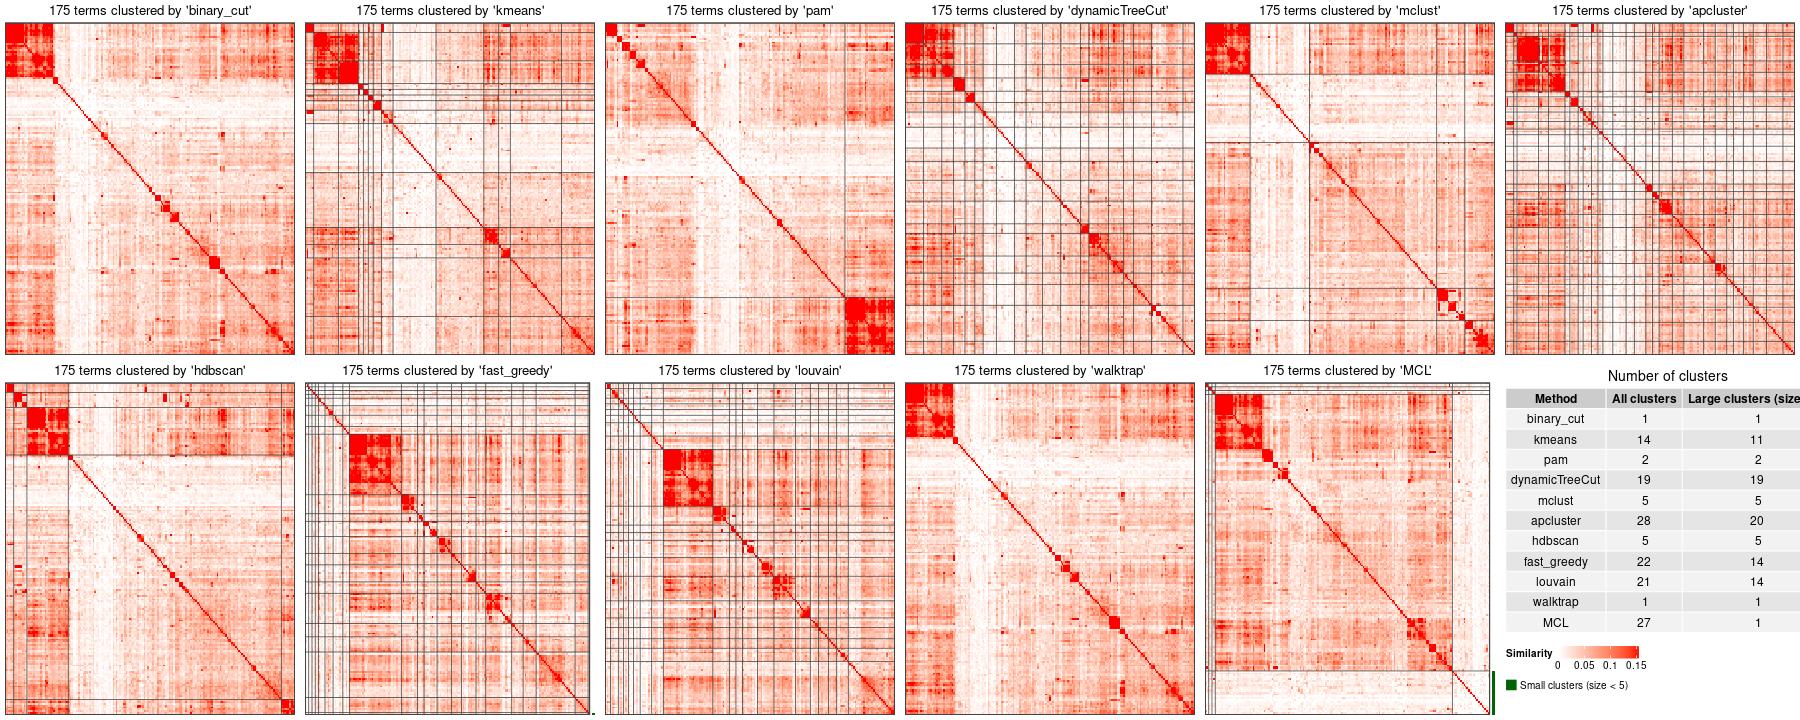 175 terms clustered by 'binary_cut'
175 terms clustered by 'kmeans'
175 terms clustered by 'pam'
175 terms clustered by 'dynamicTreeCut'
175 terms clustered by 'mclust'
175 terms clustered by 'apcluster'
175 terms clustered by 'hdbscan'
175 terms clustered by 'fast_greedy'
175 terms clustered by 'louvain'
175 terms clustered by 'walktrap'
175 terms clustered by 'MCL'
Number of clusters
Method All clusters Large clusters (size
binary_cut 1 1
kmeans 14 11
pam 2 2
dynamicTreeCut 19 19
mclust 5 5
apcluster 28 20
hdbscan 5 5
fast_greedy 22 14
louvain 21 14
walktrap 1 1
MCL 27 1
Similarity
0 0.05 0.1 0.15
Small clusters (size < 5)